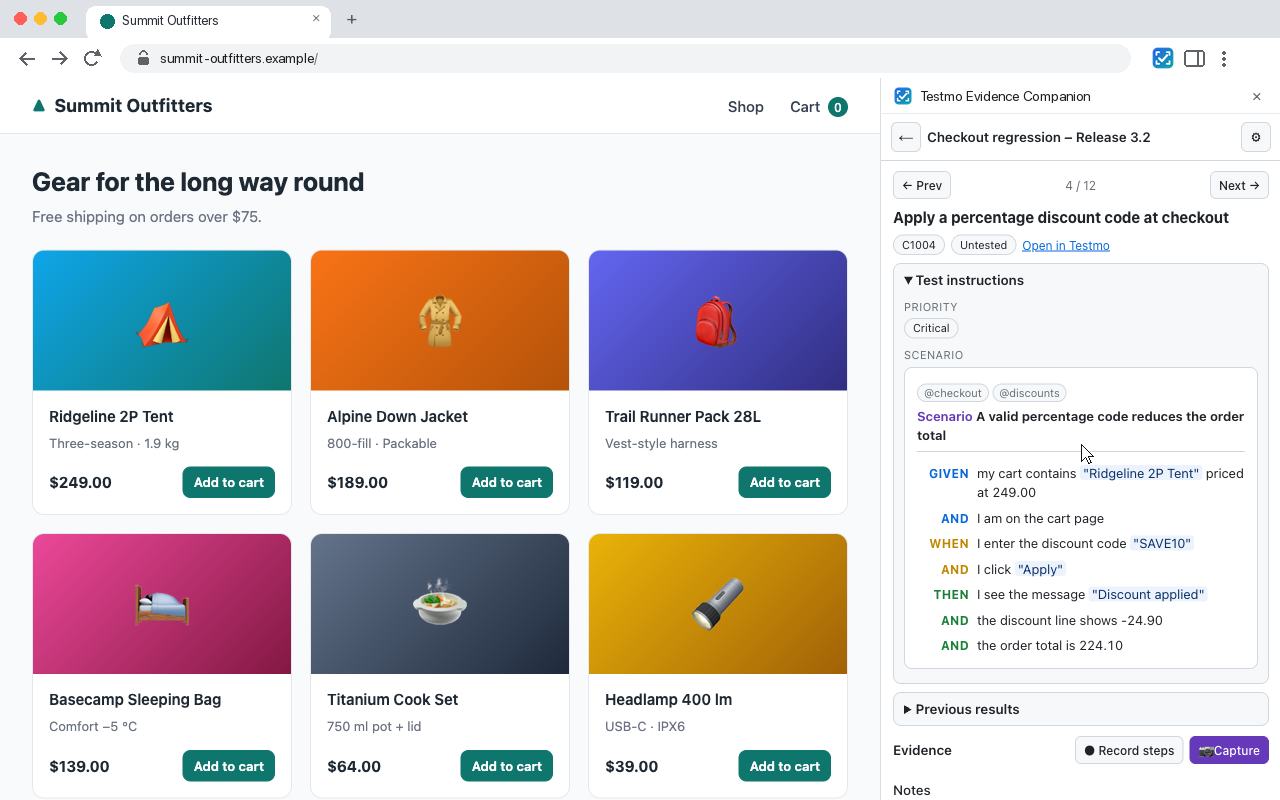 Summit Outfitters
summit-outfitters.example/
Summit Outfitters
Shop
Cart 0
Gear for the long way round
Free shipping on orders over $75.
Ridgeline 2P Tent
Three-season · 1.9 kg
$249.00 Add to cart
Alpine Down Jacket
800-fill · Packable
$189.00 Add to cart
Trail Runner Pack 28L
Vest-style harness
$119.00 Add to cart
Basecamp Sleeping Bag
Comfort −5 °C
$139.00 Add to cart
Titanium Cook Set
750 ml pot + lid
$64.00 Add to cart
Headlamp 400 lm
USB-C · IPX6
$39.00 Add to cart
Testmo Evidence Companion
Checkout regression – Release 3.2
← Prev 4 / 12 Next →
Apply a percentage discount code at checkout
C1004 Untested Open in Testmo
▼ Test instructions
PRIORITY
Critical
SCENARIO
@checkout @discounts
Scenario A valid percentage code reduces the order
total
GIVEN my cart contains "Ridgeline 2P Tent" priced
at 249.00
AND I am on the cart page
WHEN I enter the discount code "SAVE10"
AND I click "Apply"
THEN I see the message "Discount applied"
AND the discount line shows -24.90
AND the order total is 224.10
▶ Previous results
Evidence ● Record steps Capture
Notes